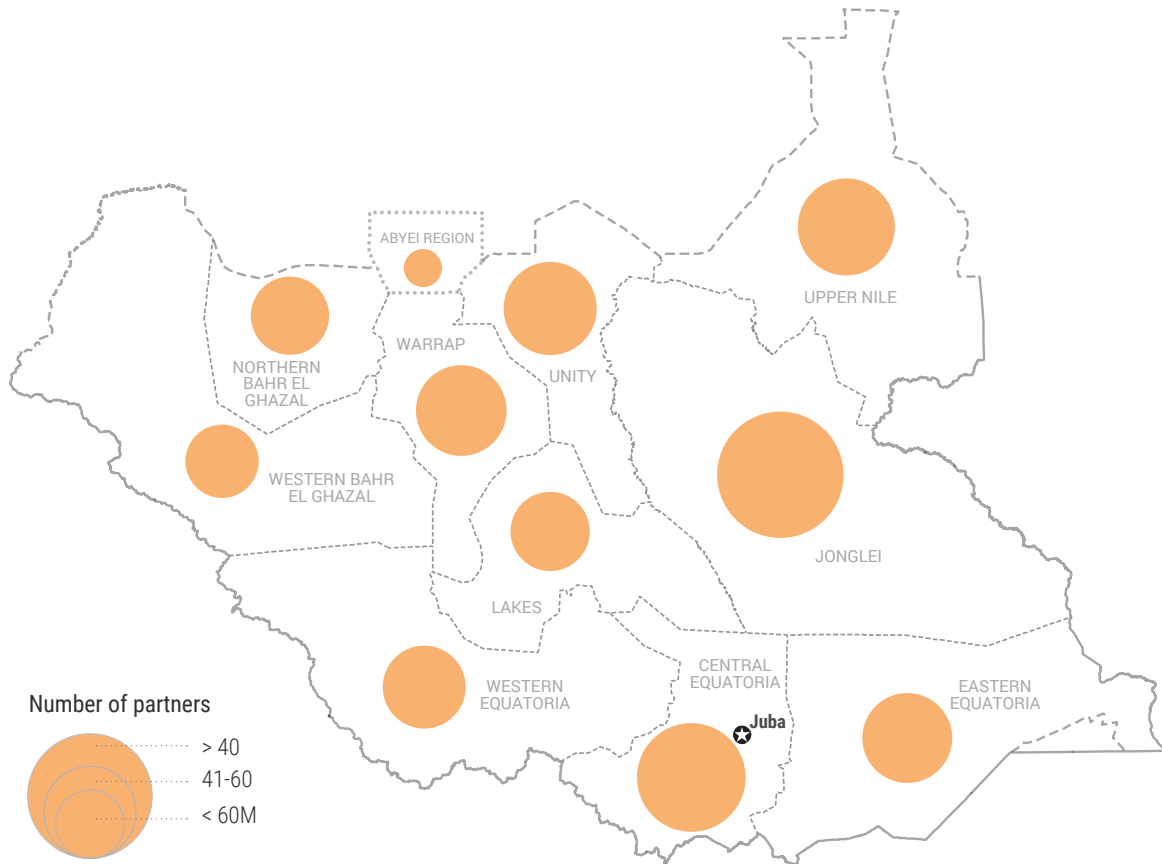 ABYEI REGION
UPPER NILE
WARRAP
NORTHERN
BAHR EL
GHAZAL
UNITY
WESTERN BAHR
EL GHAZAL
JONGLEI
LAKES
CENTRAL
EQUATORIA
WESTERN
EQUATORIA
EASTERN
EQUATORIA
Juba
Number of partners
> 40
41-60
< 60M